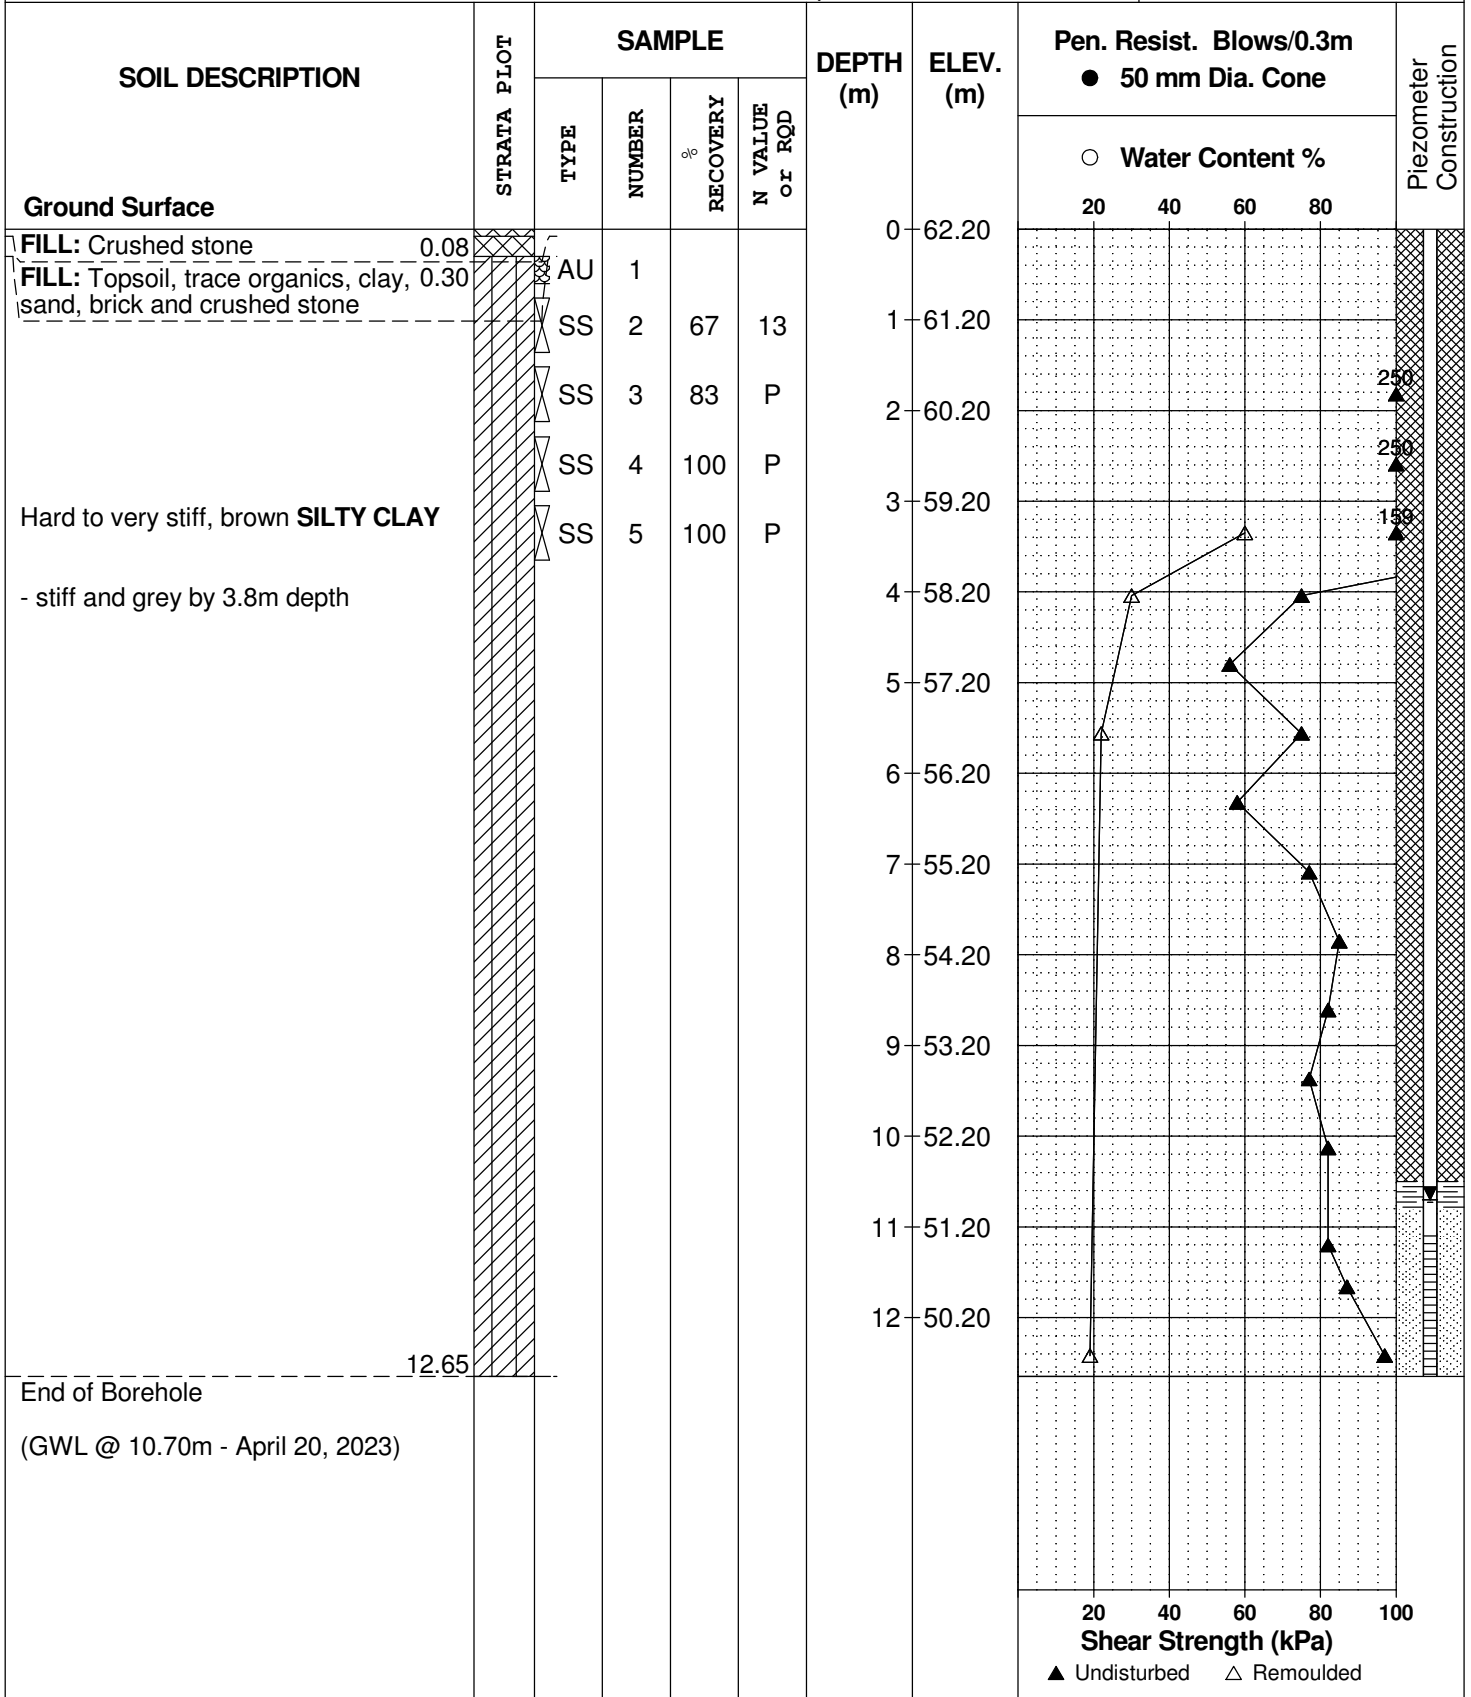 SOIL DESCRIPTION
STRATA PLOT
SAMPLE
TYPE
NUMBER
% RECOVERY
N VALUE or RQD
DEPTH (m)
ELEV. (m)
Pen. Resist. Blows/0.3m
● 50 mm Dia. Cone
○ Water Content %
Piezometer Construction
20 40 60 80
Ground Surface
0 62.20
FILL: Crushed stone 0.08
FILL: Topsoil, trace organics, clay, 0.30
sand, brick and crushed stone
AU 1
SS 2 67 13
1 61.20
250
SS 3 83 P
2 60.20
250
SS 4 100 P
3 59.20
Hard to very stiff, brown SILTY CLAY
159
SS 5 100 P
- stiff and grey by 3.8m depth
4 58.20
5 57.20
6 56.20
7 55.20
8 54.20
9 53.20
10 52.20
11 51.20
12 50.20
12.65
End of Borehole
(GWL @ 10.70m - April 20, 2023)
20 40 60 80 100
Shear Strength (kPa)
▲ Undisturbed △ Remoulded